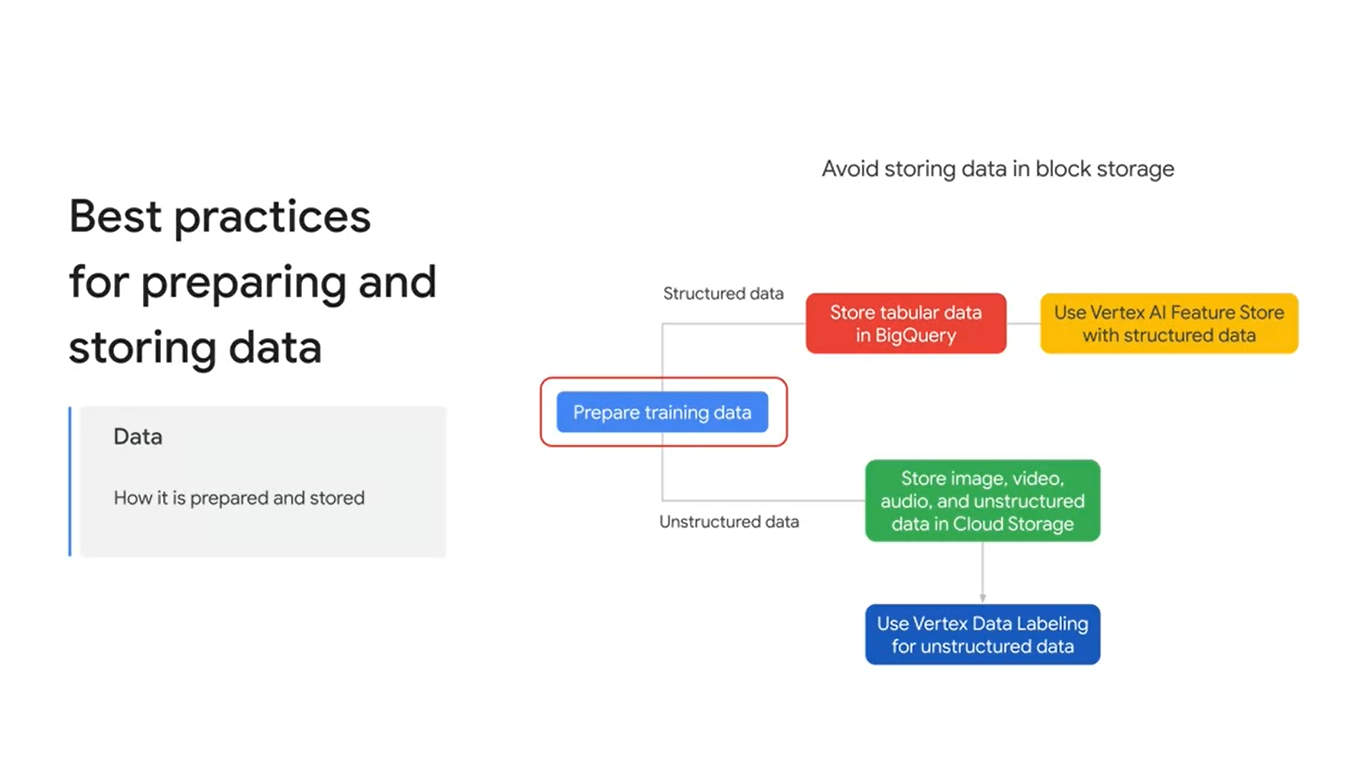 Best practices
for preparing and
storing data
Data
How it is prepared and stored
Avoid storing data in block storage
Structured data
Store tabular data
in BigQuery
Use Vertex AI Feature Store
with structured data
Prepare training data
Unstructured data
Store image, video,
audio, and unstructured
data in Cloud Storage
Use Vertex Data Labeling
for unstructured data